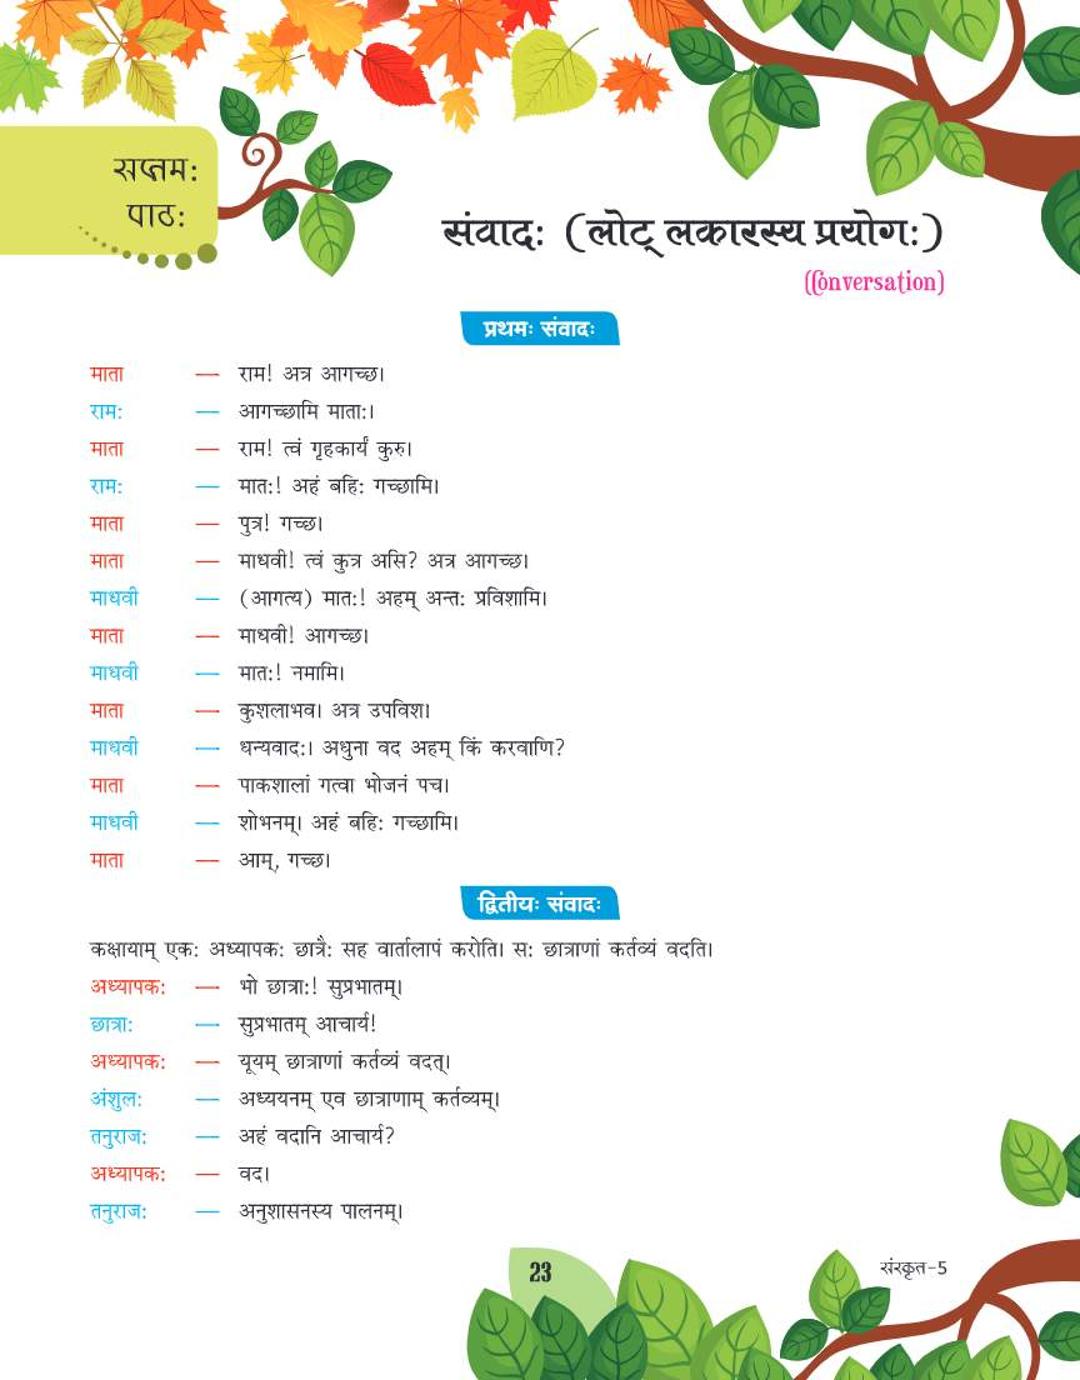 सप्तमः
पाठः
संवादः (लोट् लकारस्य प्रयोगः)
(Conversation)
प्रथमः संवादः
माता — राम! अत्र आगच्छ।
रामः — आगच्छामि माताः।
माता — राम! त्वं गृहकार्यं कुरु।
रामः — मातः! अहं बहिः गच्छामि।
माता — पुत्र! गच्छ।
माता — माधवी! त्वं कुत्र असि? अत्र आगच्छ।
माधवी — (आगत्य) मातः! अहम् अन्तः प्रविशामि।
माता — माधवी! आगच्छ।
माधवी — मातः! नमामि।
माता — कुशलाभव। अत्र उपविश।
माधवी — धन्यवादः। अधुना वद अहम् किं करवाणि?
माता — पाकशालां गत्वा भोजनं पच।
माधवी — शोभनम्। अहं बहिः गच्छामि।
माता — आम्, गच्छ।
द्वितीयः संवादः
कक्षायाम् एकः अध्यापकः छात्रैः सह वार्तालापं करोति। सः छात्राणां कर्तव्यं वदति।
अध्यापकः — भो छात्राः! सुप्रभातम्।
छात्राः — सुप्रभातम् आचार्य!
अध्यापकः — यूयम् छात्राणां कर्तव्यं वदत्।
अंशुलः — अध्ययनम् एव छात्राणाम् कर्तव्यम्।
तनुराजः — अहं वदानि आचार्य?
अध्यापकः — वद।
तनुराजः — अनुशासनस्य पालनम्।
23
संस्कृत-5